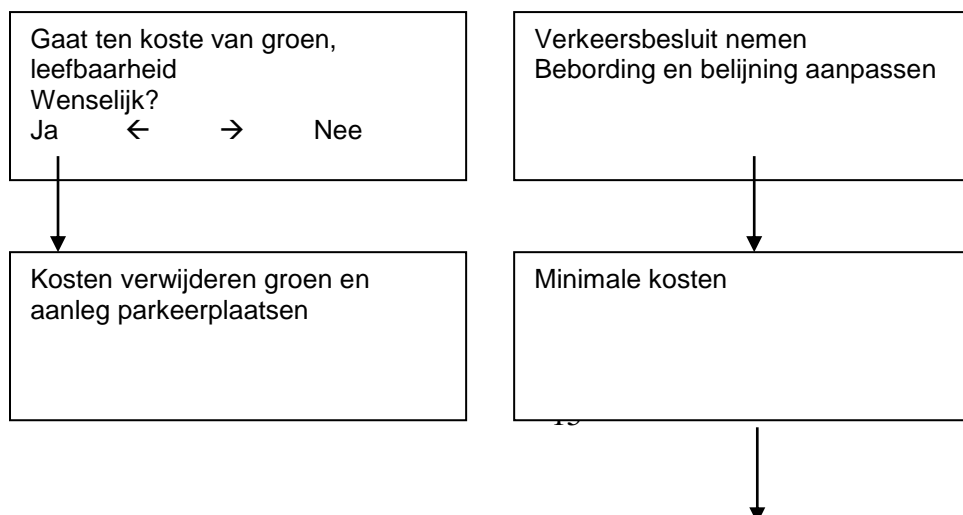 Gaat ten koste van groen,
leefbaarheid
Wenselijk?
Ja ← → Nee
Verkeersbesluit nemen
Bebording en belijning aanpassen
Kosten verwijderen groen en
aanleg parkeerplaatsen
Minimale kosten